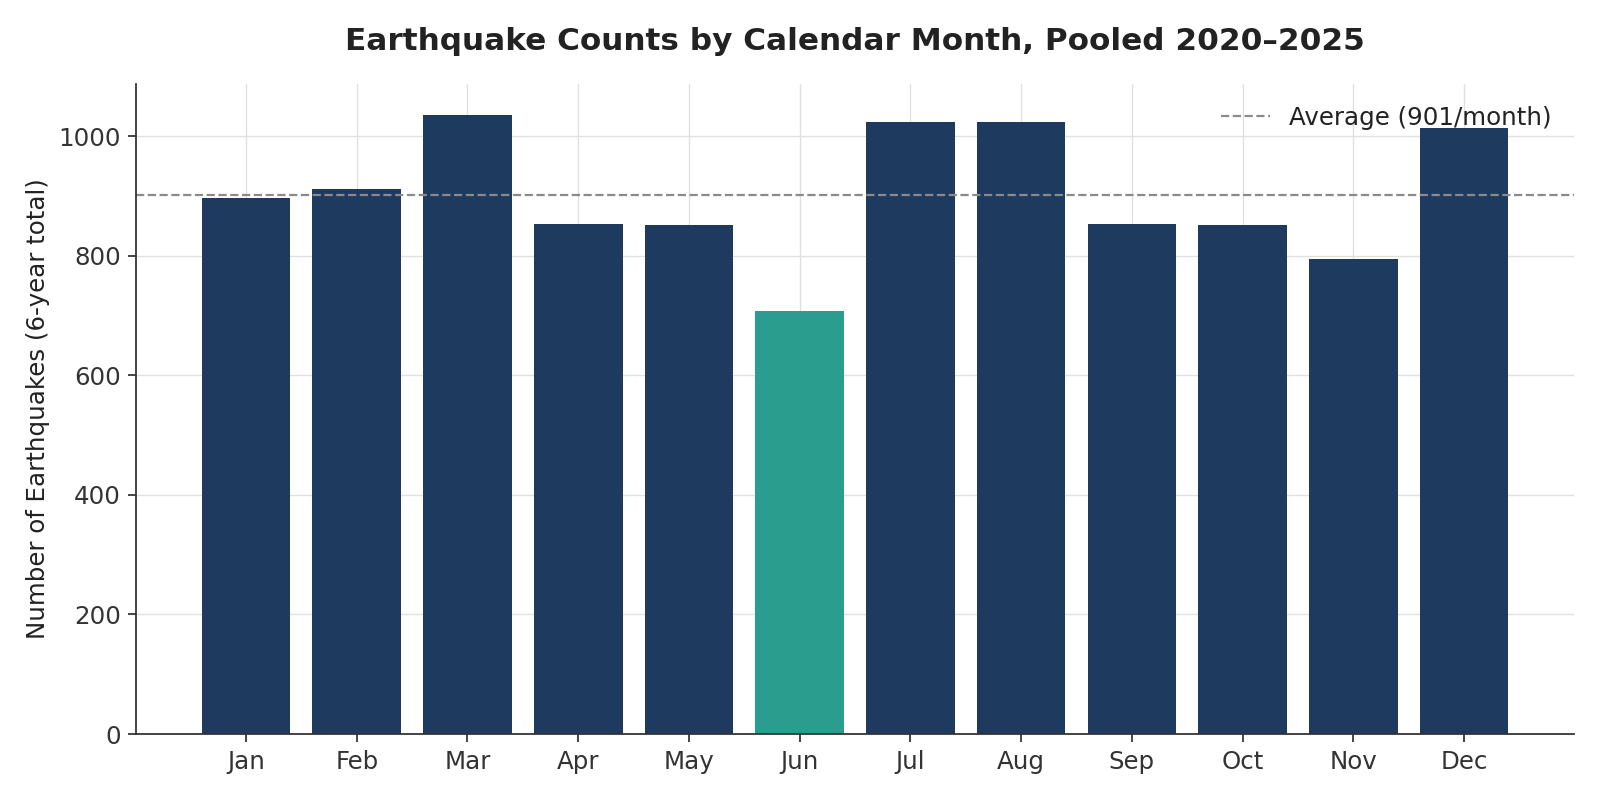 Earthquake Counts by Calendar Month, Pooled 2020–2025
Average (901/month)
Number of Earthquakes (6-year total)
1000
800
600
400
200
0
Jan Feb Mar Apr May Jun Jul Aug Sep Oct Nov Dec